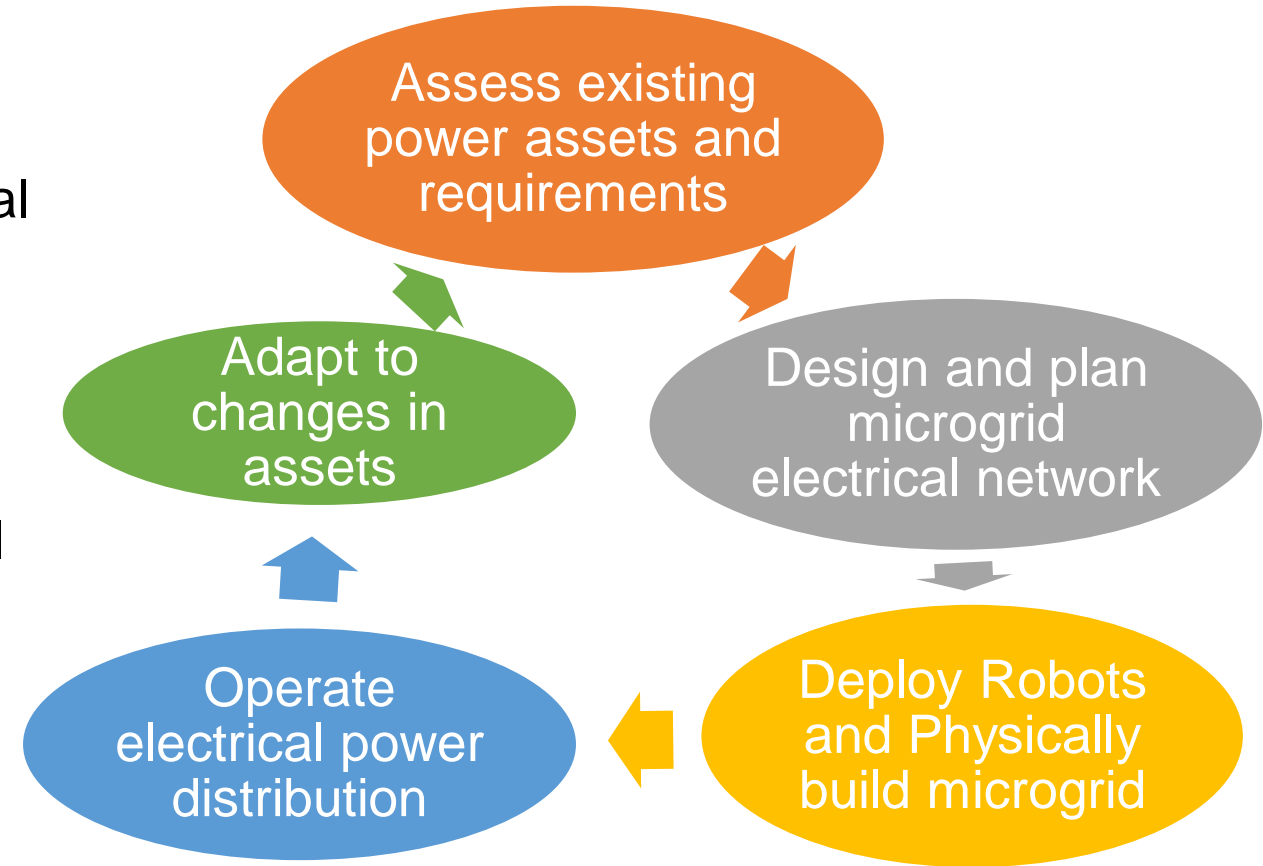 Assess existing
power assets and
requirements
al
Design and plan
microgrid
electrical network
Deploy Robots
and Physically
build microgrid
Operate
electrical power
distribution
Adapt to
changes in
assets